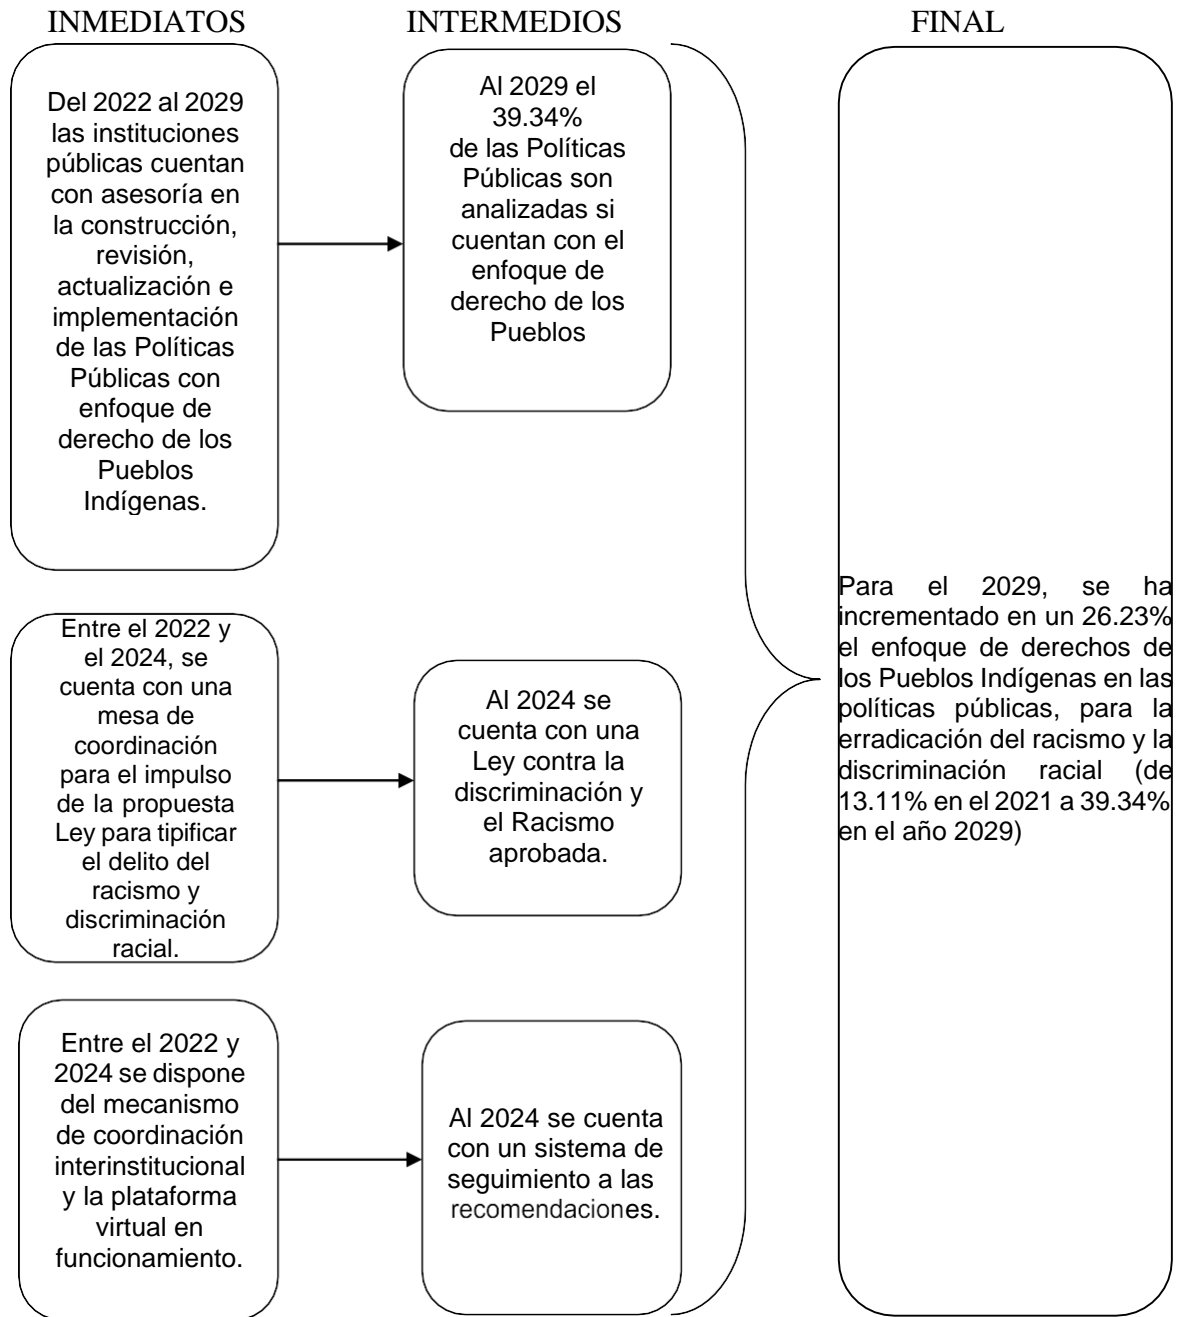 INMEDIATOS
INTERMEDIOS
FINAL
Del 2022 al 2029
las instituciones
públicas cuentan
con asesoría en
la construcción,
revisión,
actualización e
implementación
de las Políticas
Públicas con
enfoque de
derecho de los
Pueblos
Indígenas.
Al 2029 el
39.34%
de las Políticas
Públicas son
analizadas si
cuentan con el
enfoque de
derecho de los
Pueblos
Entre el 2022 y
el 2024, se
cuenta con una
mesa de
coordinación
para el impulso
de la propuesta
Ley para tipificar
el delito del
racismo y
discriminación
racial.
Al 2024 se
cuenta con una
Ley contra la
discriminación y
el Racismo
aprobada.
Entre el 2022 y
2024 se dispone
del mecanismo
de coordinación
interinstitucional
y la plataforma
virtual en
funcionamiento.
Al 2024 se cuenta
con un sistema de
seguimiento a las
recomendaciones.
Para el 2029, se ha
incrementado en un 26.23%
el enfoque de derechos de
los Pueblos Indígenas en las
políticas públicas, para la
erradicación del racismo y la
discriminación racial (de
13.11% en el 2021 a 39.34%
en el año 2029)